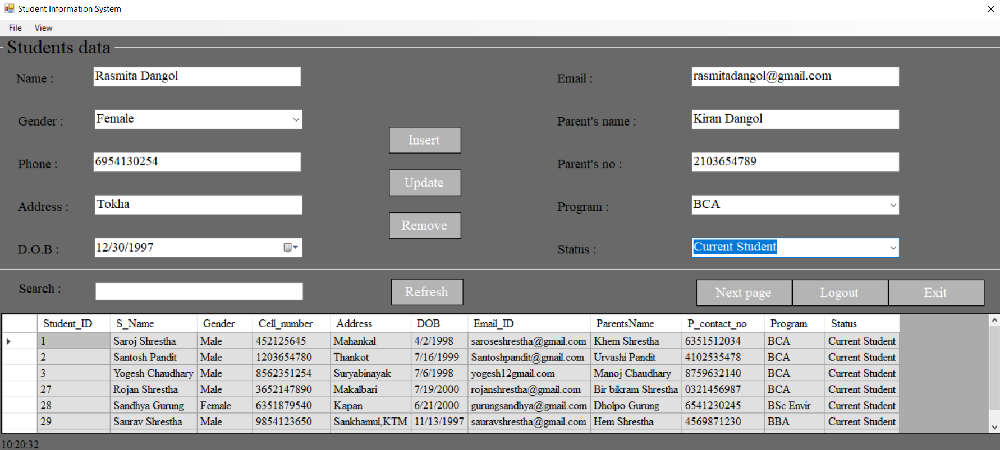 Student Information System
File View
Students data
Name : Rasmita Dangol Email : rasmitadangol@gmail.com
Gender : Female Parent's name : Kiran Dangol
Insert
Phone : 6954130254 Parent's no : 2103654789
Update
Address : Tokha Program : BCA
Remove
D.O.B : 12/30/1997 Status : Current Student
Search : Refresh Next page Logout Exit
Student_ID S_Name Gender Cell_number Address DOB Email_ID ParentsName P_contact_no Program Status
1 Saroj Shrestha Male 452125645 Mahankal 4/2/1998 saroseshrestha@gmail.com Khem Shrestha 6351512034 BCA Current Student
2 Santosh Pandit Male 1203654780 Thankot 7/16/1999 Santoshpandit@gmail.com Urvashi Pandit 4102535478 BCA Current Student
3 Yogesh Chaudhary Male 8562351254 Suryabinayak 7/6/1998 yogesh12gmail.com Manoj Chaudhary 8759632140 BCA Current Student
27 Rojan Shrestha Male 3652147890 Makalbari 7/19/2000 rojanshrestha@gmail.com Bir bikram Shrestha 0321456987 BCA Current Student
28 Sandhya Gurung Female 6351879540 Kapan 6/21/2000 gurungsandhya@gmail.com Dholpo Gurung 6541230245 BSc Envir Current Student
29 Saurav Shrestha Male 9854123650 Sankhamul,KTM 11/13/1997 sauravshrestha@gmail.com Hem Shrestha 4569871230 BBA Current Student
10:20:32